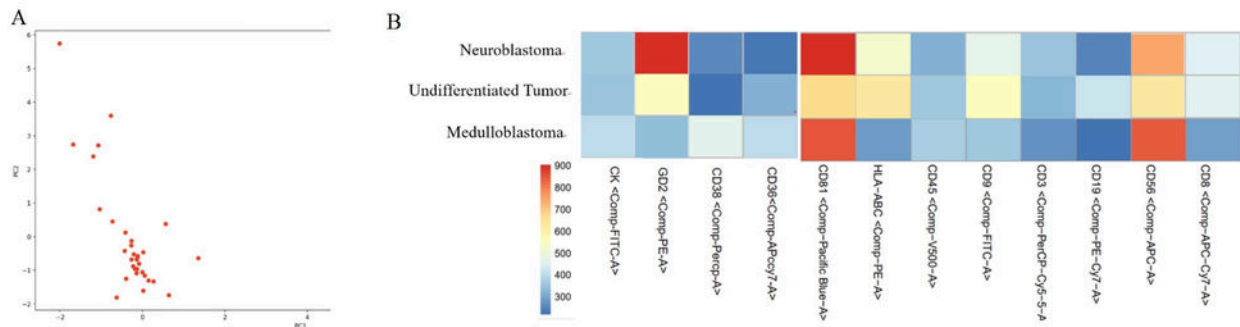 A
B
6
5
4
3
2
1
0
−1
−2
PC2
−2
0
2
4
Neuroblastoma
Undifferentiated Tumor
Medulloblastoma
900
800
700
600
500
400
300
CK <Comp−FITC−A>
GD2 <Comp−PE-A>
CD38 <Comp−Percp−A>
CD36<Comp−APccy7-A>
CD81 <Comp−Pacific Blue−A>
HLA−ABC <Comp−PE−A>
CD45 <Comp−V500−A>
CD9 <Comp−FITC−A>
CD3 <Comp−PerCP−Cy5−5−A
CD19 <Comp−PE−Cy7−A>
CD56 <Comp−APC−A>
CD8 <Comp−APC−Cy7−A>